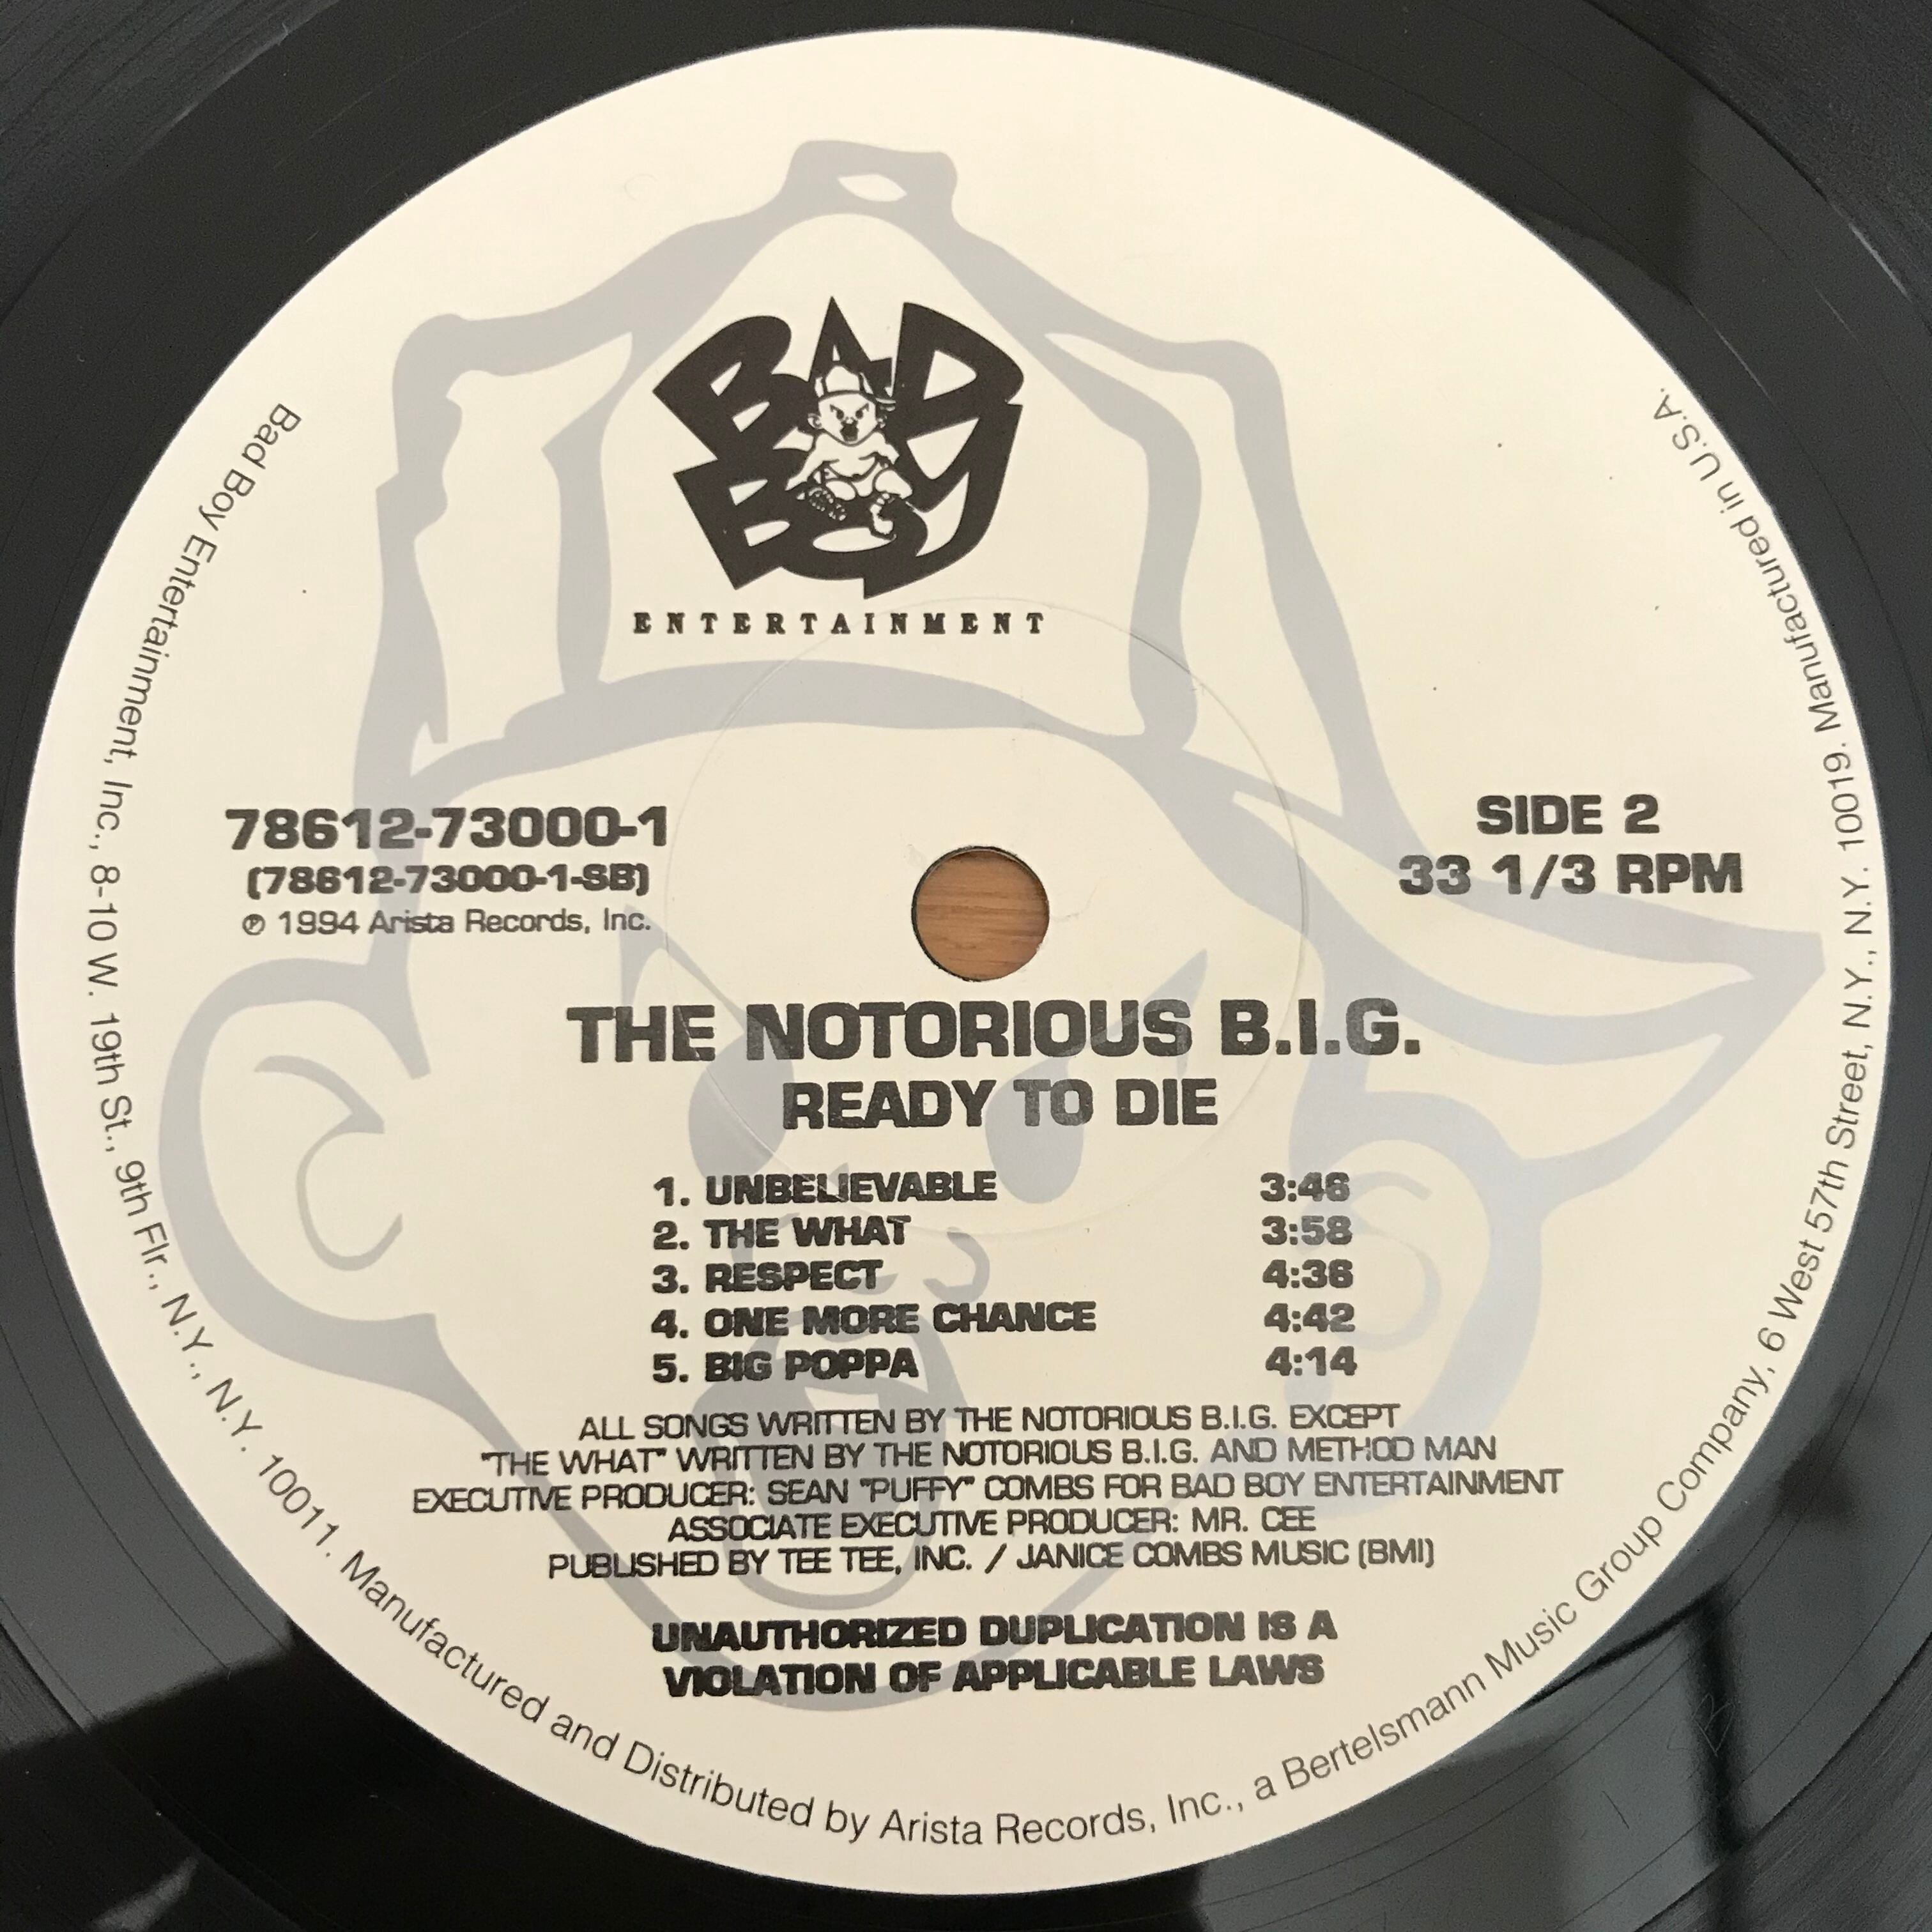 BAD BOY
ENTERTAINMENT
78612-73000-1
(78612-73000-1-SB)
℗ 1994 Arista Records, Inc.
SIDE 2
33 1/3 RPM
THE NOTORIOUS B.I.G.
READY TO DIE
1. UNBELIEVABLE 3:46
2. THE WHAT 3:58
3. RESPECT 4:36
4. ONE MORE CHANCE 4:42
5. BIG POPPA 4:14
ALL SONGS WRITTEN BY THE NOTORIOUS B.I.G. EXCEPT
"THE WHAT" WRITTEN BY THE NOTORIOUS B.I.G. AND METHOD MAN
EXECUTIVE PRODUCER: SEAN "PUFFY" COMBS FOR BAD BOY ENTERTAINMENT
ASSOCIATE EXECUTIVE PRODUCER: MR. CEE
PUBLISHED BY TEE TEE, INC. / JANICE COMBS MUSIC (BMI)
UNAUTHORIZED DUPLICATION IS A
VIOLATION OF APPLICABLE LAWS
Bad Boy Entertainment, Inc., 8-10 W. 19th St., 9th Flr., N.Y., N.Y. 10011. Manufactured and Distributed by Arista Records, Inc., a Bertelsmann Music Group Company, 6 West 57th Street, N.Y., N.Y. 10019. Manufactured in U.S.A.